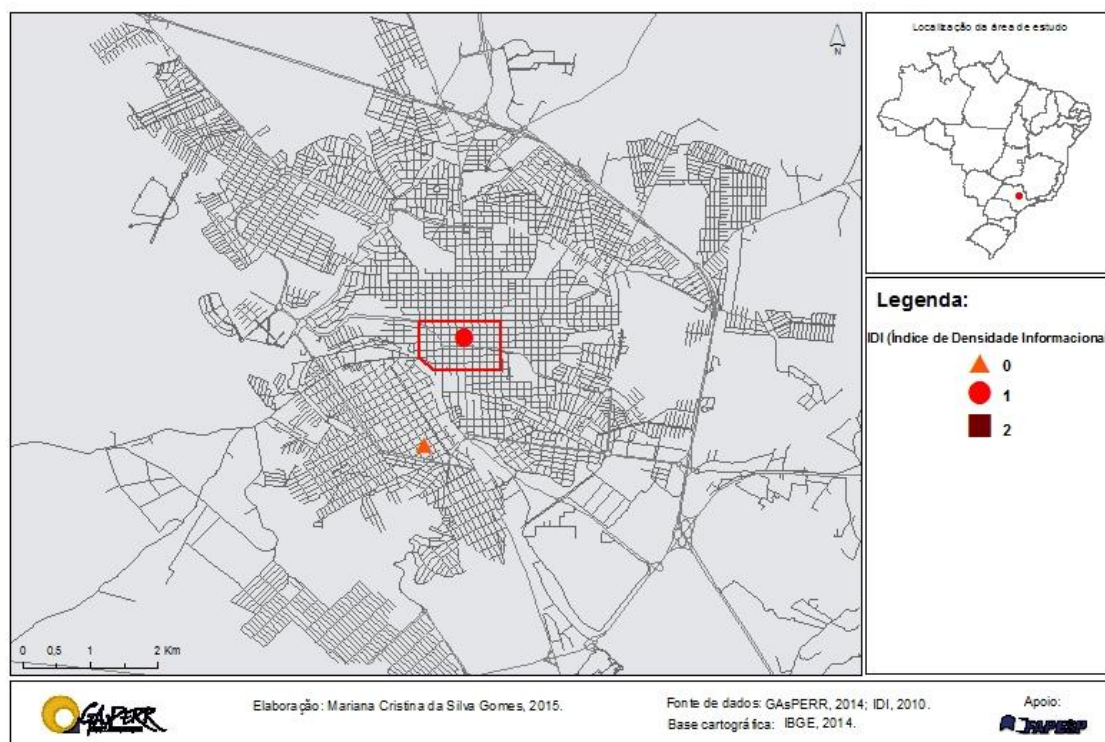 N
0 0,5 1 2 Km
Localização da área de estudo
Legenda:
IDI (Índice de Densidade Informacional
0
1
2
GAsPERR
Elaboração: Mariana Cristina da Silva Gomes, 2015.
Fonte de dados: GAsPERR, 2014; IDI, 2010.
Base cartográfica: IBGE, 2014.
Apoio:
FAPESP